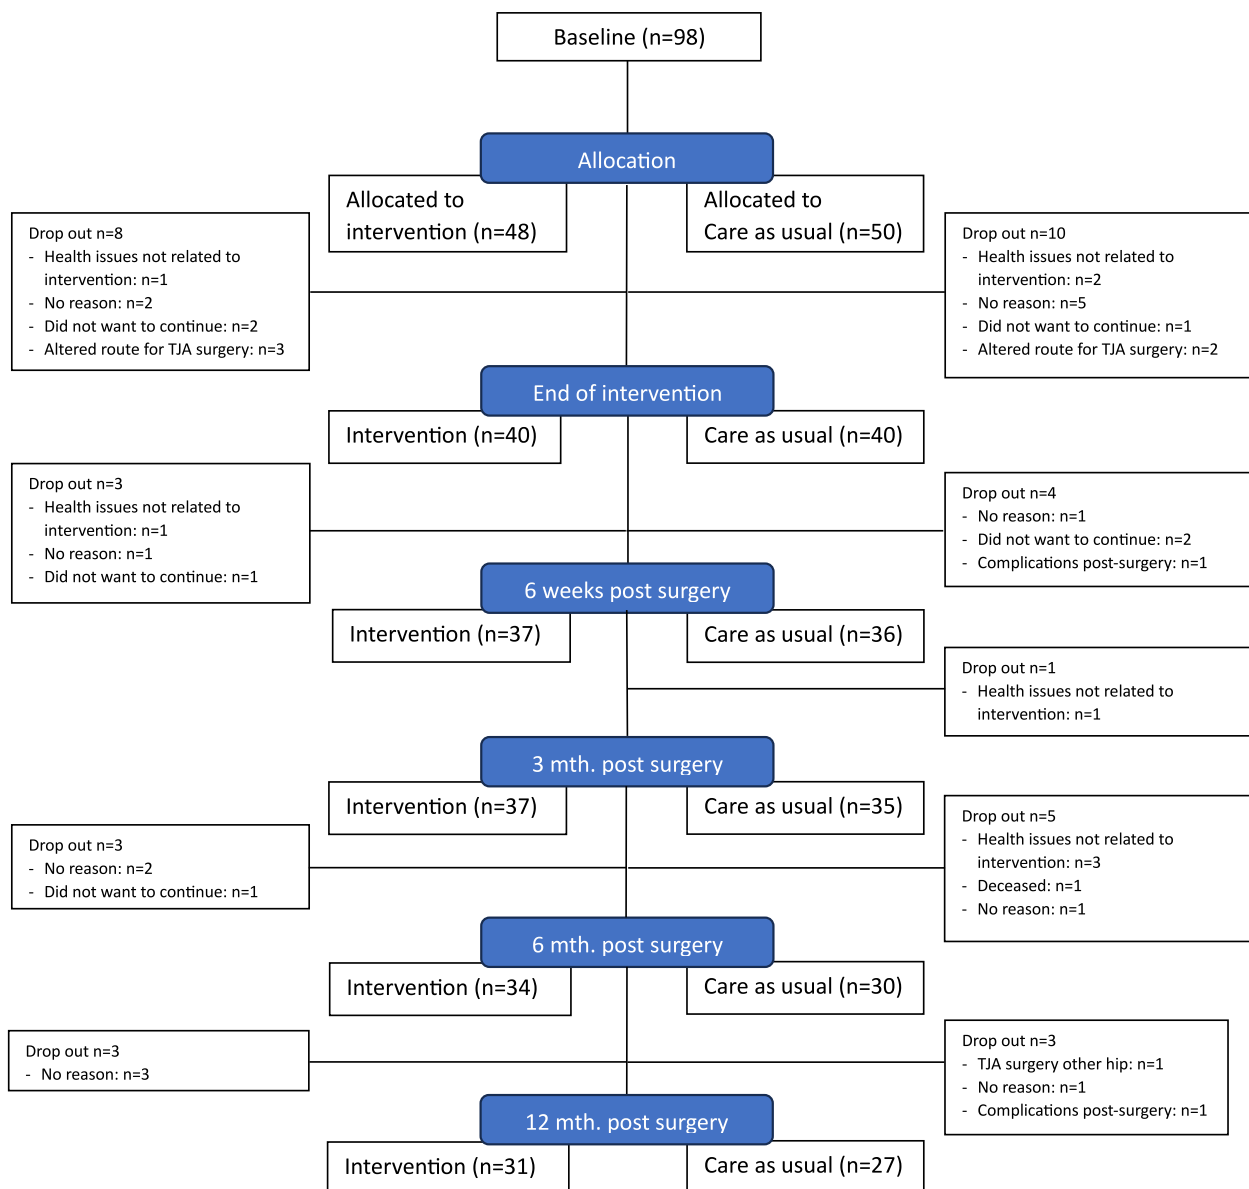 Baseline (n=98)
Allocation
Allocated to
intervention (n=48)
Allocated to
Care as usual (n=50)
Drop out n=8
- Health issues not related to
intervention: n=1
- No reason: n=2
- Did not want to continue: n=2
- Altered route for TJA surgery: n=3
Drop out n=10
- Health issues not related to
intervention: n=2
- No reason: n=5
- Did not want to continue: n=1
- Altered route for TJA surgery: n=2
End of intervention
Intervention (n=40)
Care as usual (n=40)
Drop out n=3
- Health issues not related to
intervention: n=1
- No reason: n=1
- Did not want to continue: n=1
Drop out n=4
- No reason: n=1
- Did not want to continue: n=2
- Complications post-surgery: n=1
6 weeks post surgery
Intervention (n=37)
Care as usual (n=36)
Drop out n=1
- Health issues not related to
intervention: n=1
3 mth. post surgery
Intervention (n=37)
Care as usual (n=35)
Drop out n=3
- No reason: n=2
- Did not want to continue: n=1
Drop out n=5
- Health issues not related to
intervention: n=3
- Deceased: n=1
- No reason: n=1
6 mth. post surgery
Intervention (n=34)
Care as usual (n=30)
Drop out n=3
- No reason: n=3
Drop out n=3
- TJA surgery other hip: n=1
- No reason: n=1
- Complications post-surgery: n=1
12 mth. post surgery
Intervention (n=31)
Care as usual (n=27)